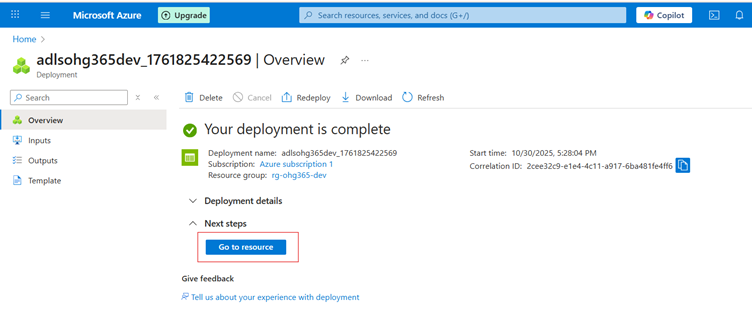 Microsoft Azure
Upgrade
Search resources, services, and docs (G+/)
Copilot
Home
adlsohg365dev_1761825422569 | Overview
Deployment
Search
Delete
Cancel
Redeploy
Download
Refresh
Overview
Inputs
Outputs
Template
Your deployment is complete
Deployment name: adlsohg365dev_1761825422569
Subscription: Azure subscription 1
Resource group: rg-ohg365-dev
Start time: 10/30/2025, 5:28:04 PM
Correlation ID: 2cee32c9-e1e4-4c11-a917-6ba481fe4ff6
Deployment details
Next steps
Go to resource
Give feedback
Tell us about your experience with deployment